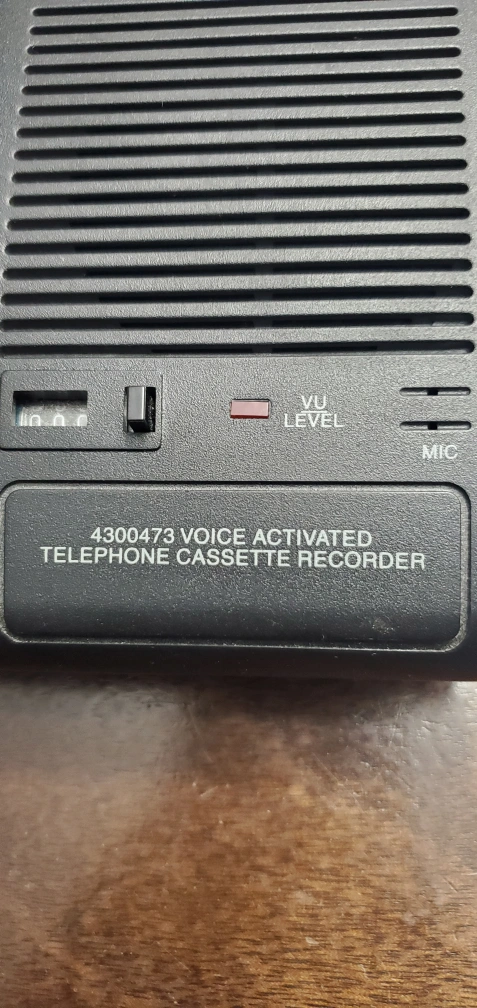 VU
LEVEL
MIC
4300473 VOICE ACTIVATED
TELEPHONE CASSETTE RECORDER